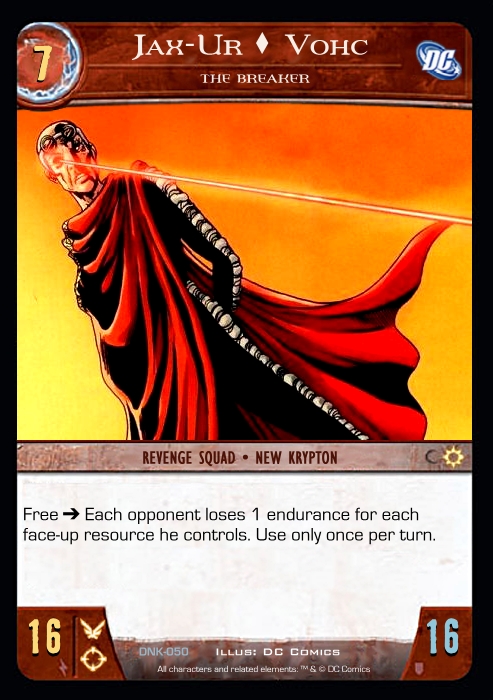 7
Jax-Ur ♦ Vohc
THE BREAKER
DC
REVENGE SQUAD • NEW KRYPTON
Free ➔ Each opponent loses 1 endurance for each
face-up resource he controls. Use only once per turn.
16
16
DNK-050 Illus: DC Comics
All characters and related elements: ™ & © DC Comics